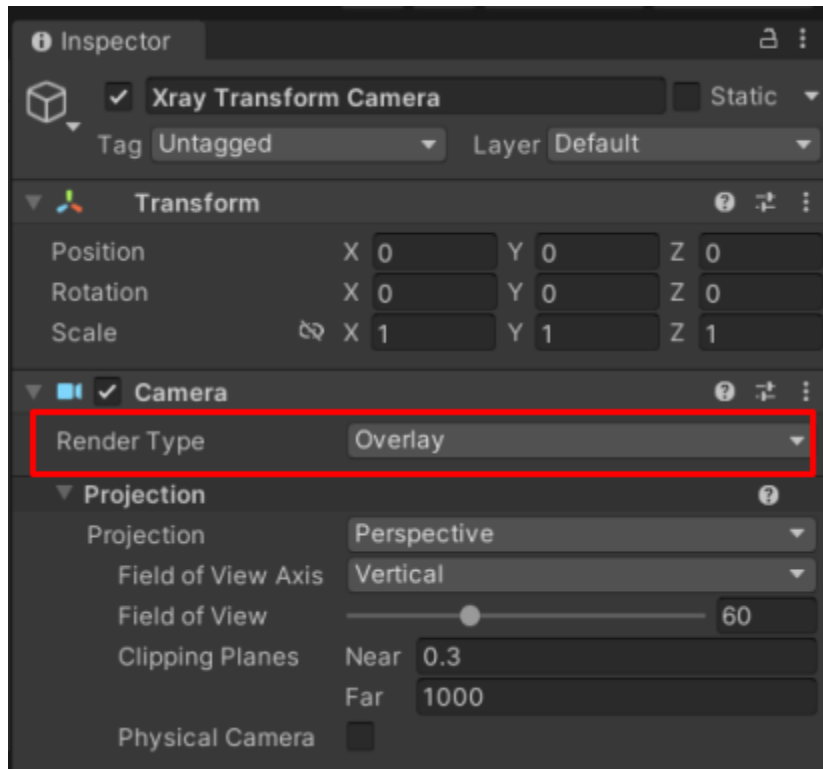 Inspector
Xray Transform Camera Static
Tag Untagged Layer Default
Transform
Position X 0 Y 0 Z 0
Rotation X 0 Y 0 Z 0
Scale X 1 Y 1 Z 1
Camera
Render Type Overlay
Projection
Projection Perspective
Field of View Axis Vertical
Field of View 60
Clipping Planes Near 0.3
Far 1000
Physical Camera